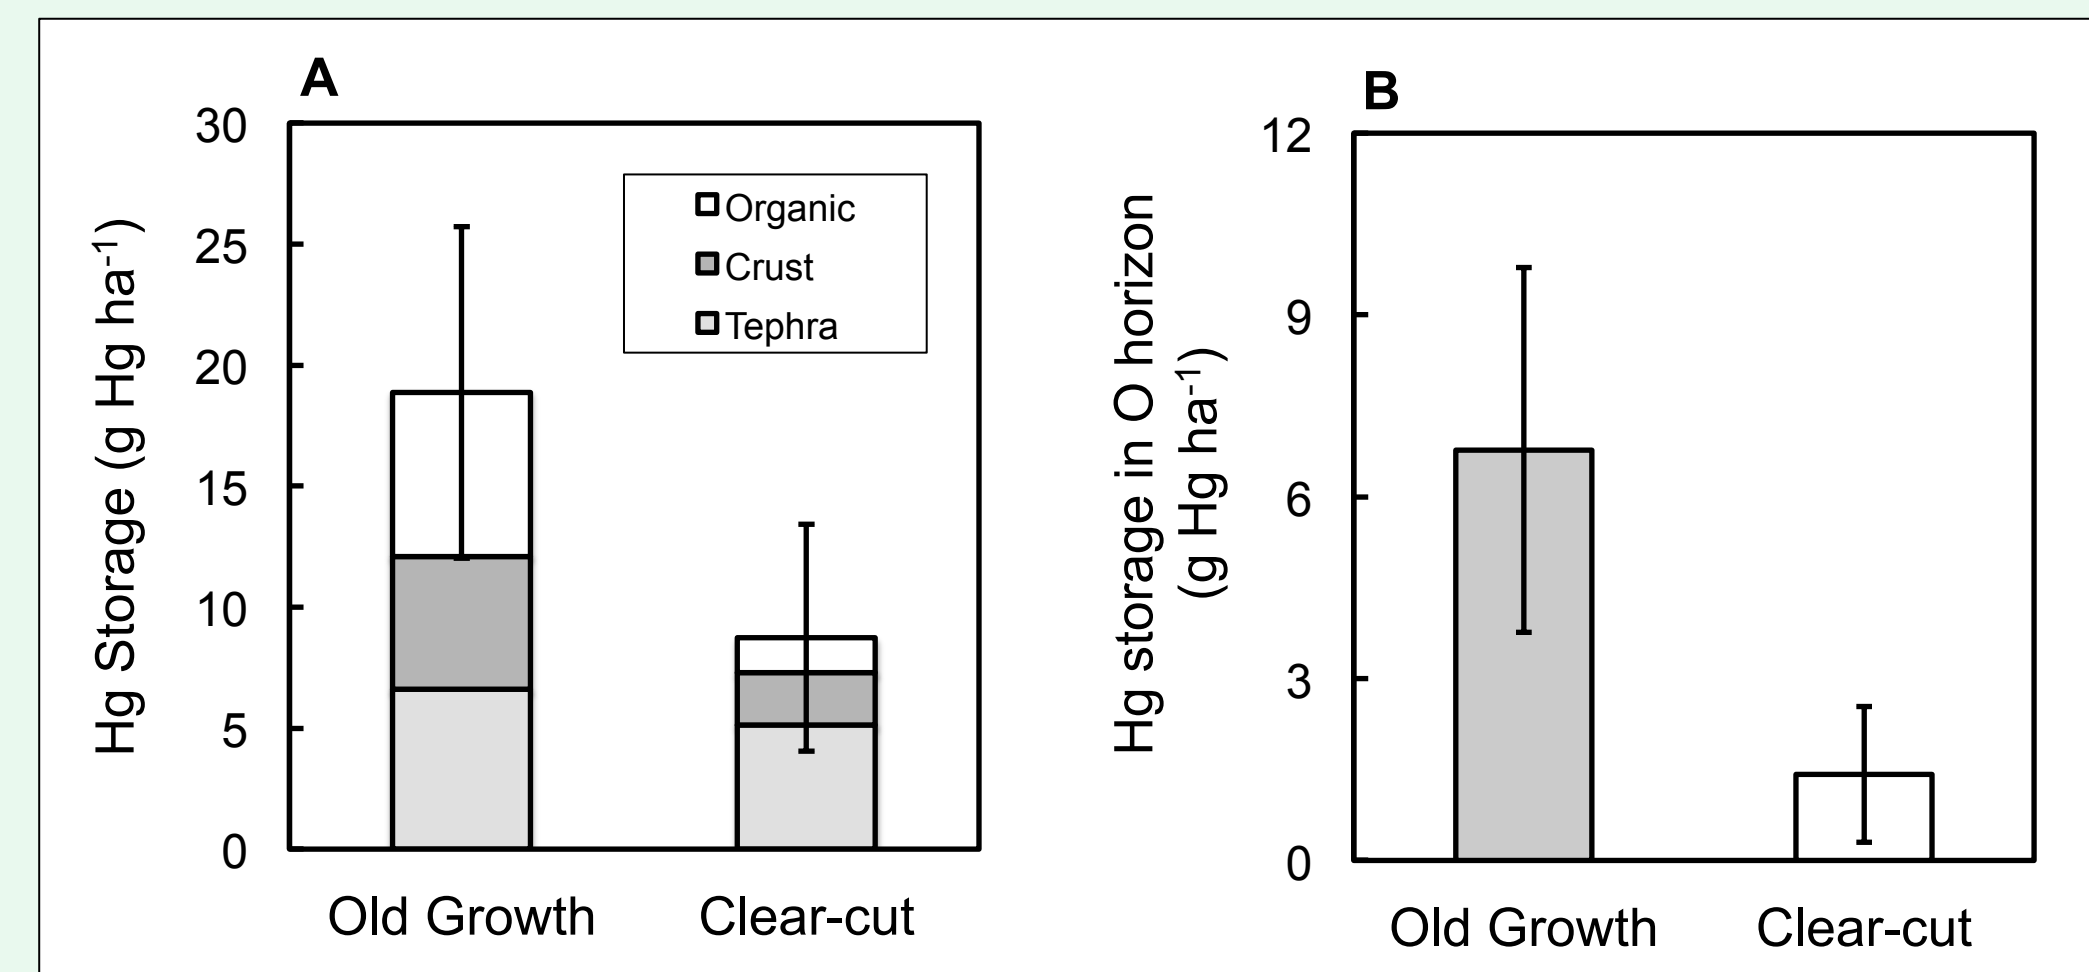 A
30
25
20
15
10
5
0
Hg Storage (g Hg ha-1)
Organic
Crust
Tephra
Old Growth
Clear-cut
B
12
9
6
3
0
Hg storage in O horizon
(g Hg ha-1)
Old Growth
Clear-cut